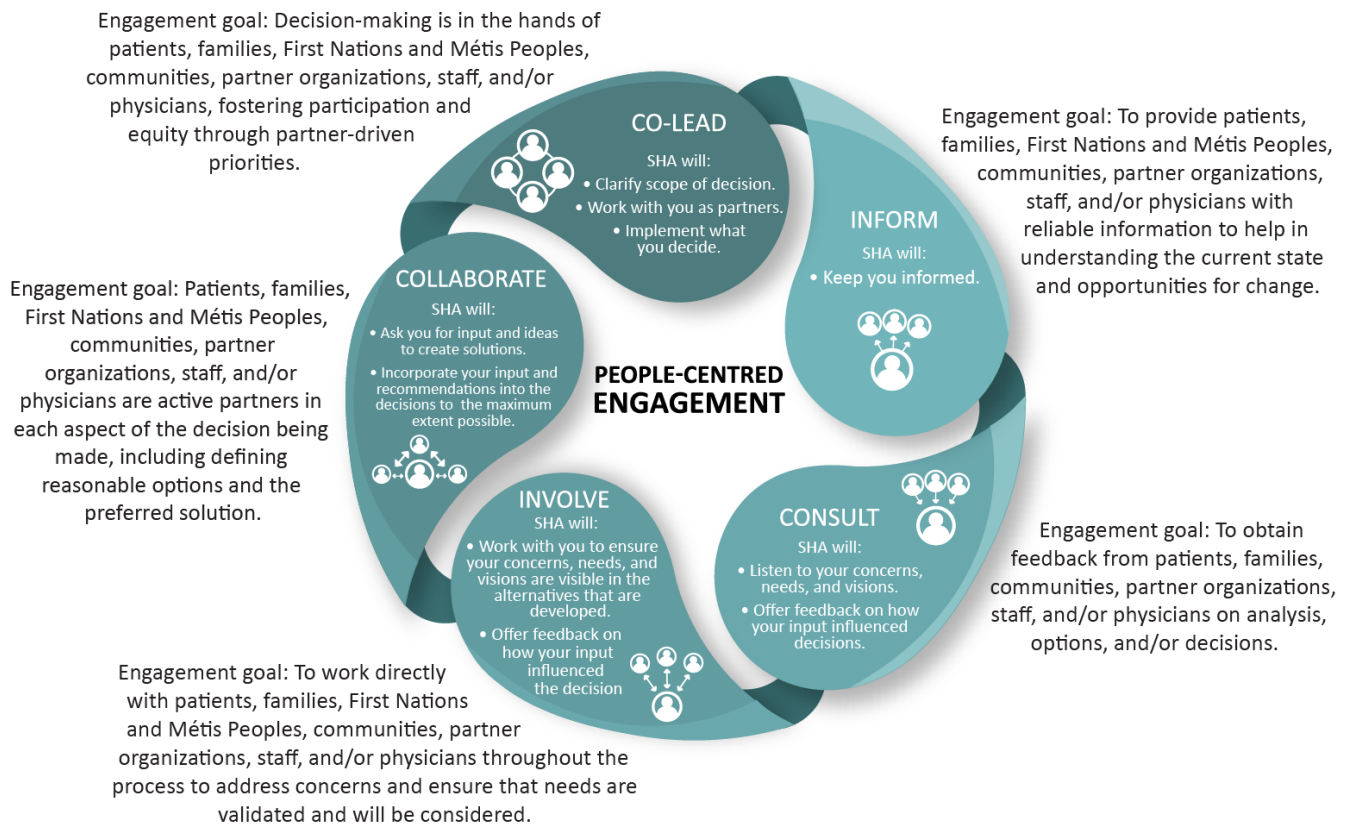 Engagement goal: Decision-making is in the hands of
patients, families, First Nations and Métis Peoples,
communities, partner organizations, staff, and/or
physicians, fostering participation and
equity through partner-driven
priorities.
CO-LEAD
SHA will:
• Clarify scope of decision.
• Work with you as partners.
• Implement what
you decide.
Engagement goal: To provide patients,
families, First Nations and Métis Peoples,
communities, partner organizations,
staff, and/or physicians with
reliable information to help in
understanding the current state
and opportunities for change.
INFORM
SHA will:
• Keep you informed.
Engagement goal: Patients, families,
First Nations and Métis Peoples,
communities, partner
organizations, staff, and/or
physicians are active partners in
each aspect of the decision being
made, including defining
reasonable options and the
preferred solution.
COLLABORATE
SHA will:
• Ask you for input and ideas
to create solutions.
• Incorporate your input and
recommendations into the
decisions to the maximum
extent possible.
PEOPLE-CENTRED
ENGAGEMENT
INVOLVE
SHA will:
• Work with you to ensure
your concerns, needs, and
visions are visible in the
alternatives that are
developed.
• Offer feedback on
how your input
influenced
the decision
CONSULT
SHA will:
• Listen to your concerns,
needs, and visions.
• Offer feedback on how
your input influenced
decisions.
Engagement goal: To obtain
feedback from patients, families,
communities, partner organizations,
staff, and/or physicians on analysis,
options, and/or decisions.
Engagement goal: To work directly
with patients, families, First Nations
and Métis Peoples, communities, partner
organizations, staff, and/or physicians throughout the
process to address concerns and ensure that needs are
validated and will be considered.